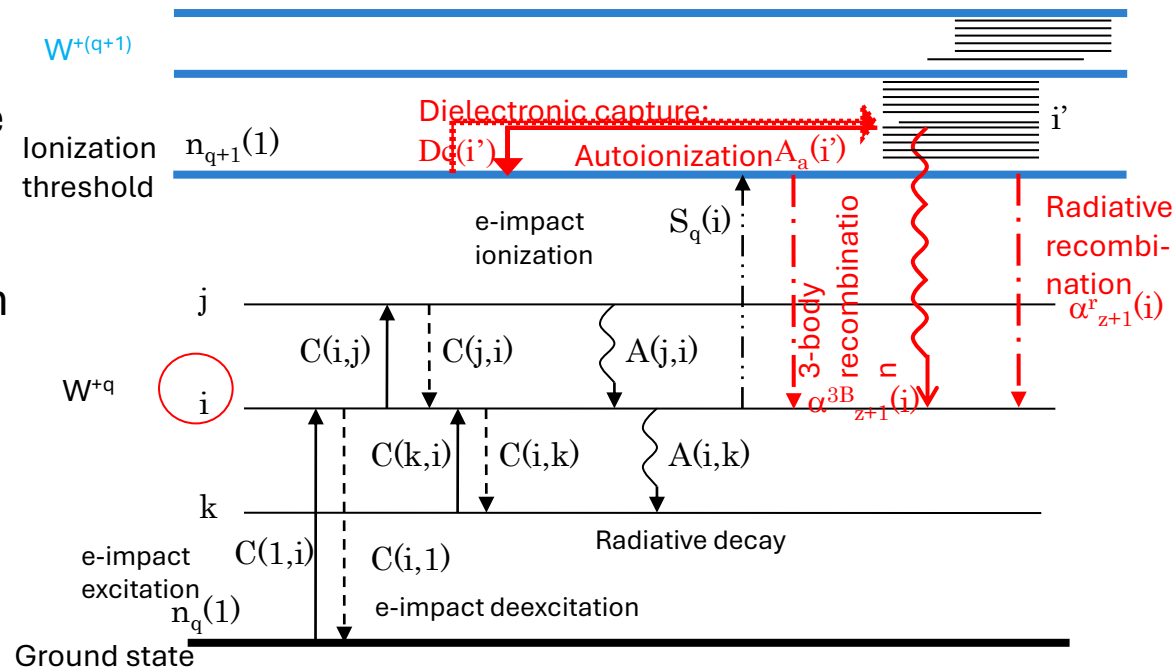 W+(q+1)
e
Dielectronic capture:
i'
Ionization
threshold
nq+1(1)
Dc(i')
Autoionization Aa(i')
e-impact
ionization
Sq(i)
3-body
recombinatio
n
α3Bz+1(i)
Radiative
recombi-
nation
αrz+1(i)
n
j
C(i,j)
C(j,i)
A(j,i)
W+q
i
C(k,i)
C(i,k)
A(i,k)
k
Radiative decay
e-impact
excitation
C(1,i)
C(i,1)
nq(1)
e-impact deexcitation
Ground state